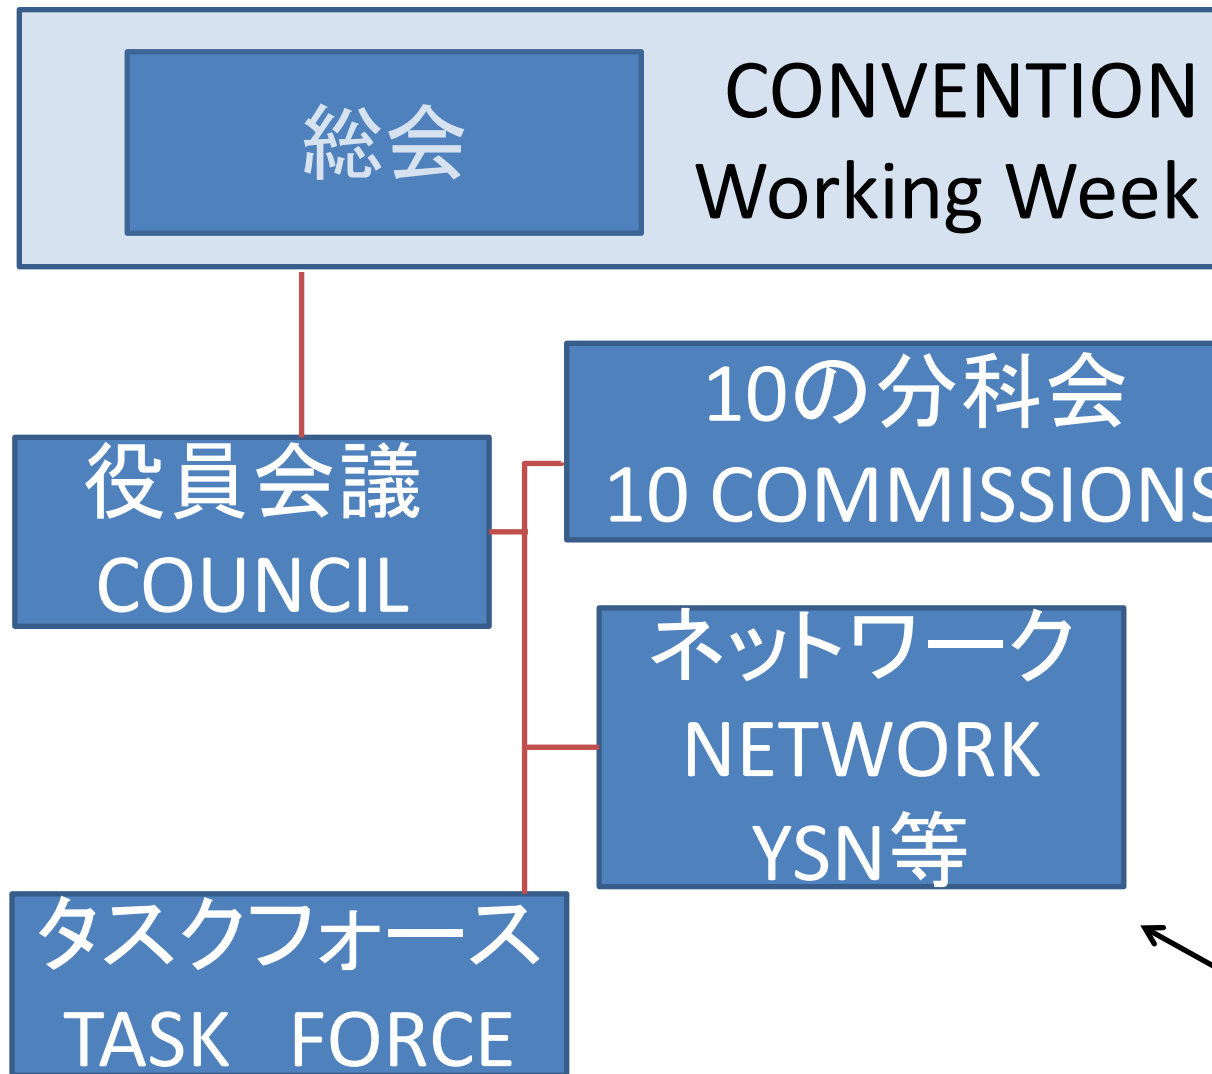 総会
CONVENTION
Working Week
10の分科会
10 COMMISSIONS
役員会議
COUNCIL
ネットワーク
NETWORK
YSN等
タスクフォース
TASK FORCE